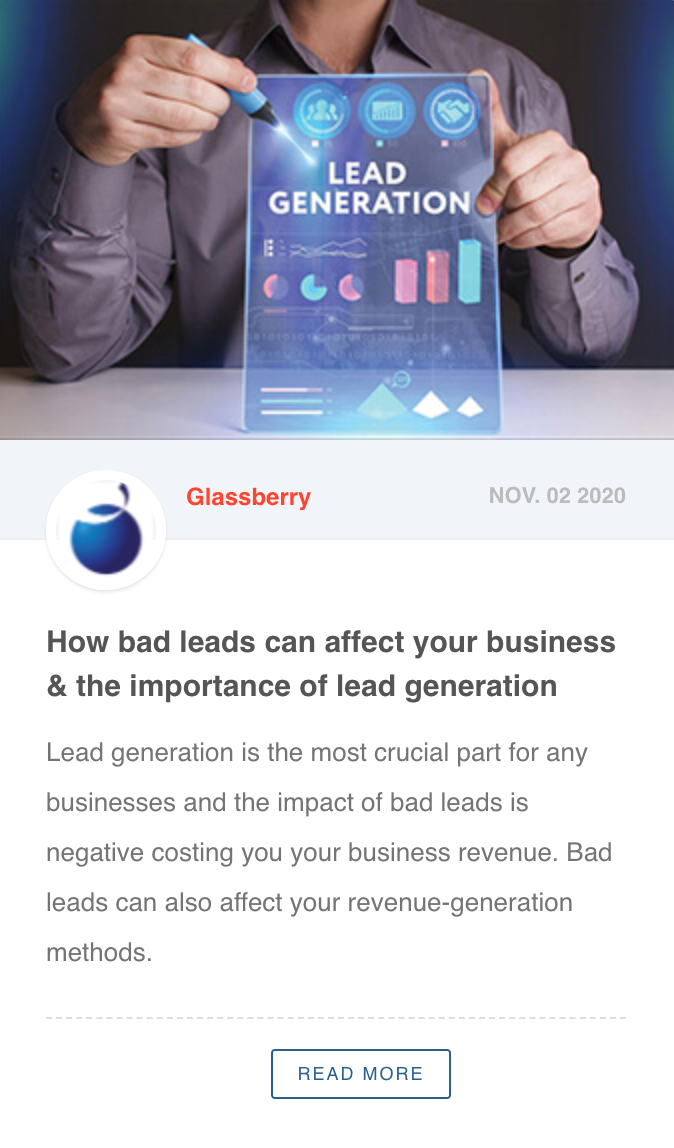 LEAD
GENERATION
Glassberry
NOV. 02 2020
How bad leads can affect your business
& the importance of lead generation
Lead generation is the most crucial part for any
businesses and the impact of bad leads is
negative costing you your business revenue. Bad
leads can also affect your revenue-generation
methods.
READ MORE